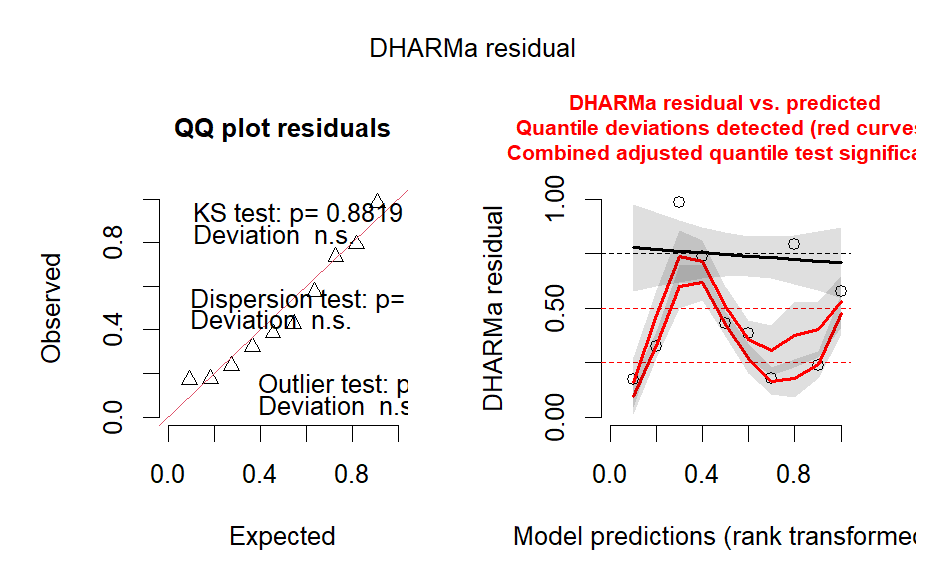 DHARMa residual
QQ plot residuals
KS test: p= 0.8819
Deviation n.s.
Dispersion test: p=
Deviation n.s.
Outlier test: p
Deviation n.s
Observed
0.0
0.4
0.8
0.0
0.4
0.8
Expected
DHARMa residual vs. predicted
Quantile deviations detected (red curves
Combined adjusted quantile test significa
DHARMa residual
0.00
0.50
1.00
0.0
0.4
0.8
Model predictions (rank transformed